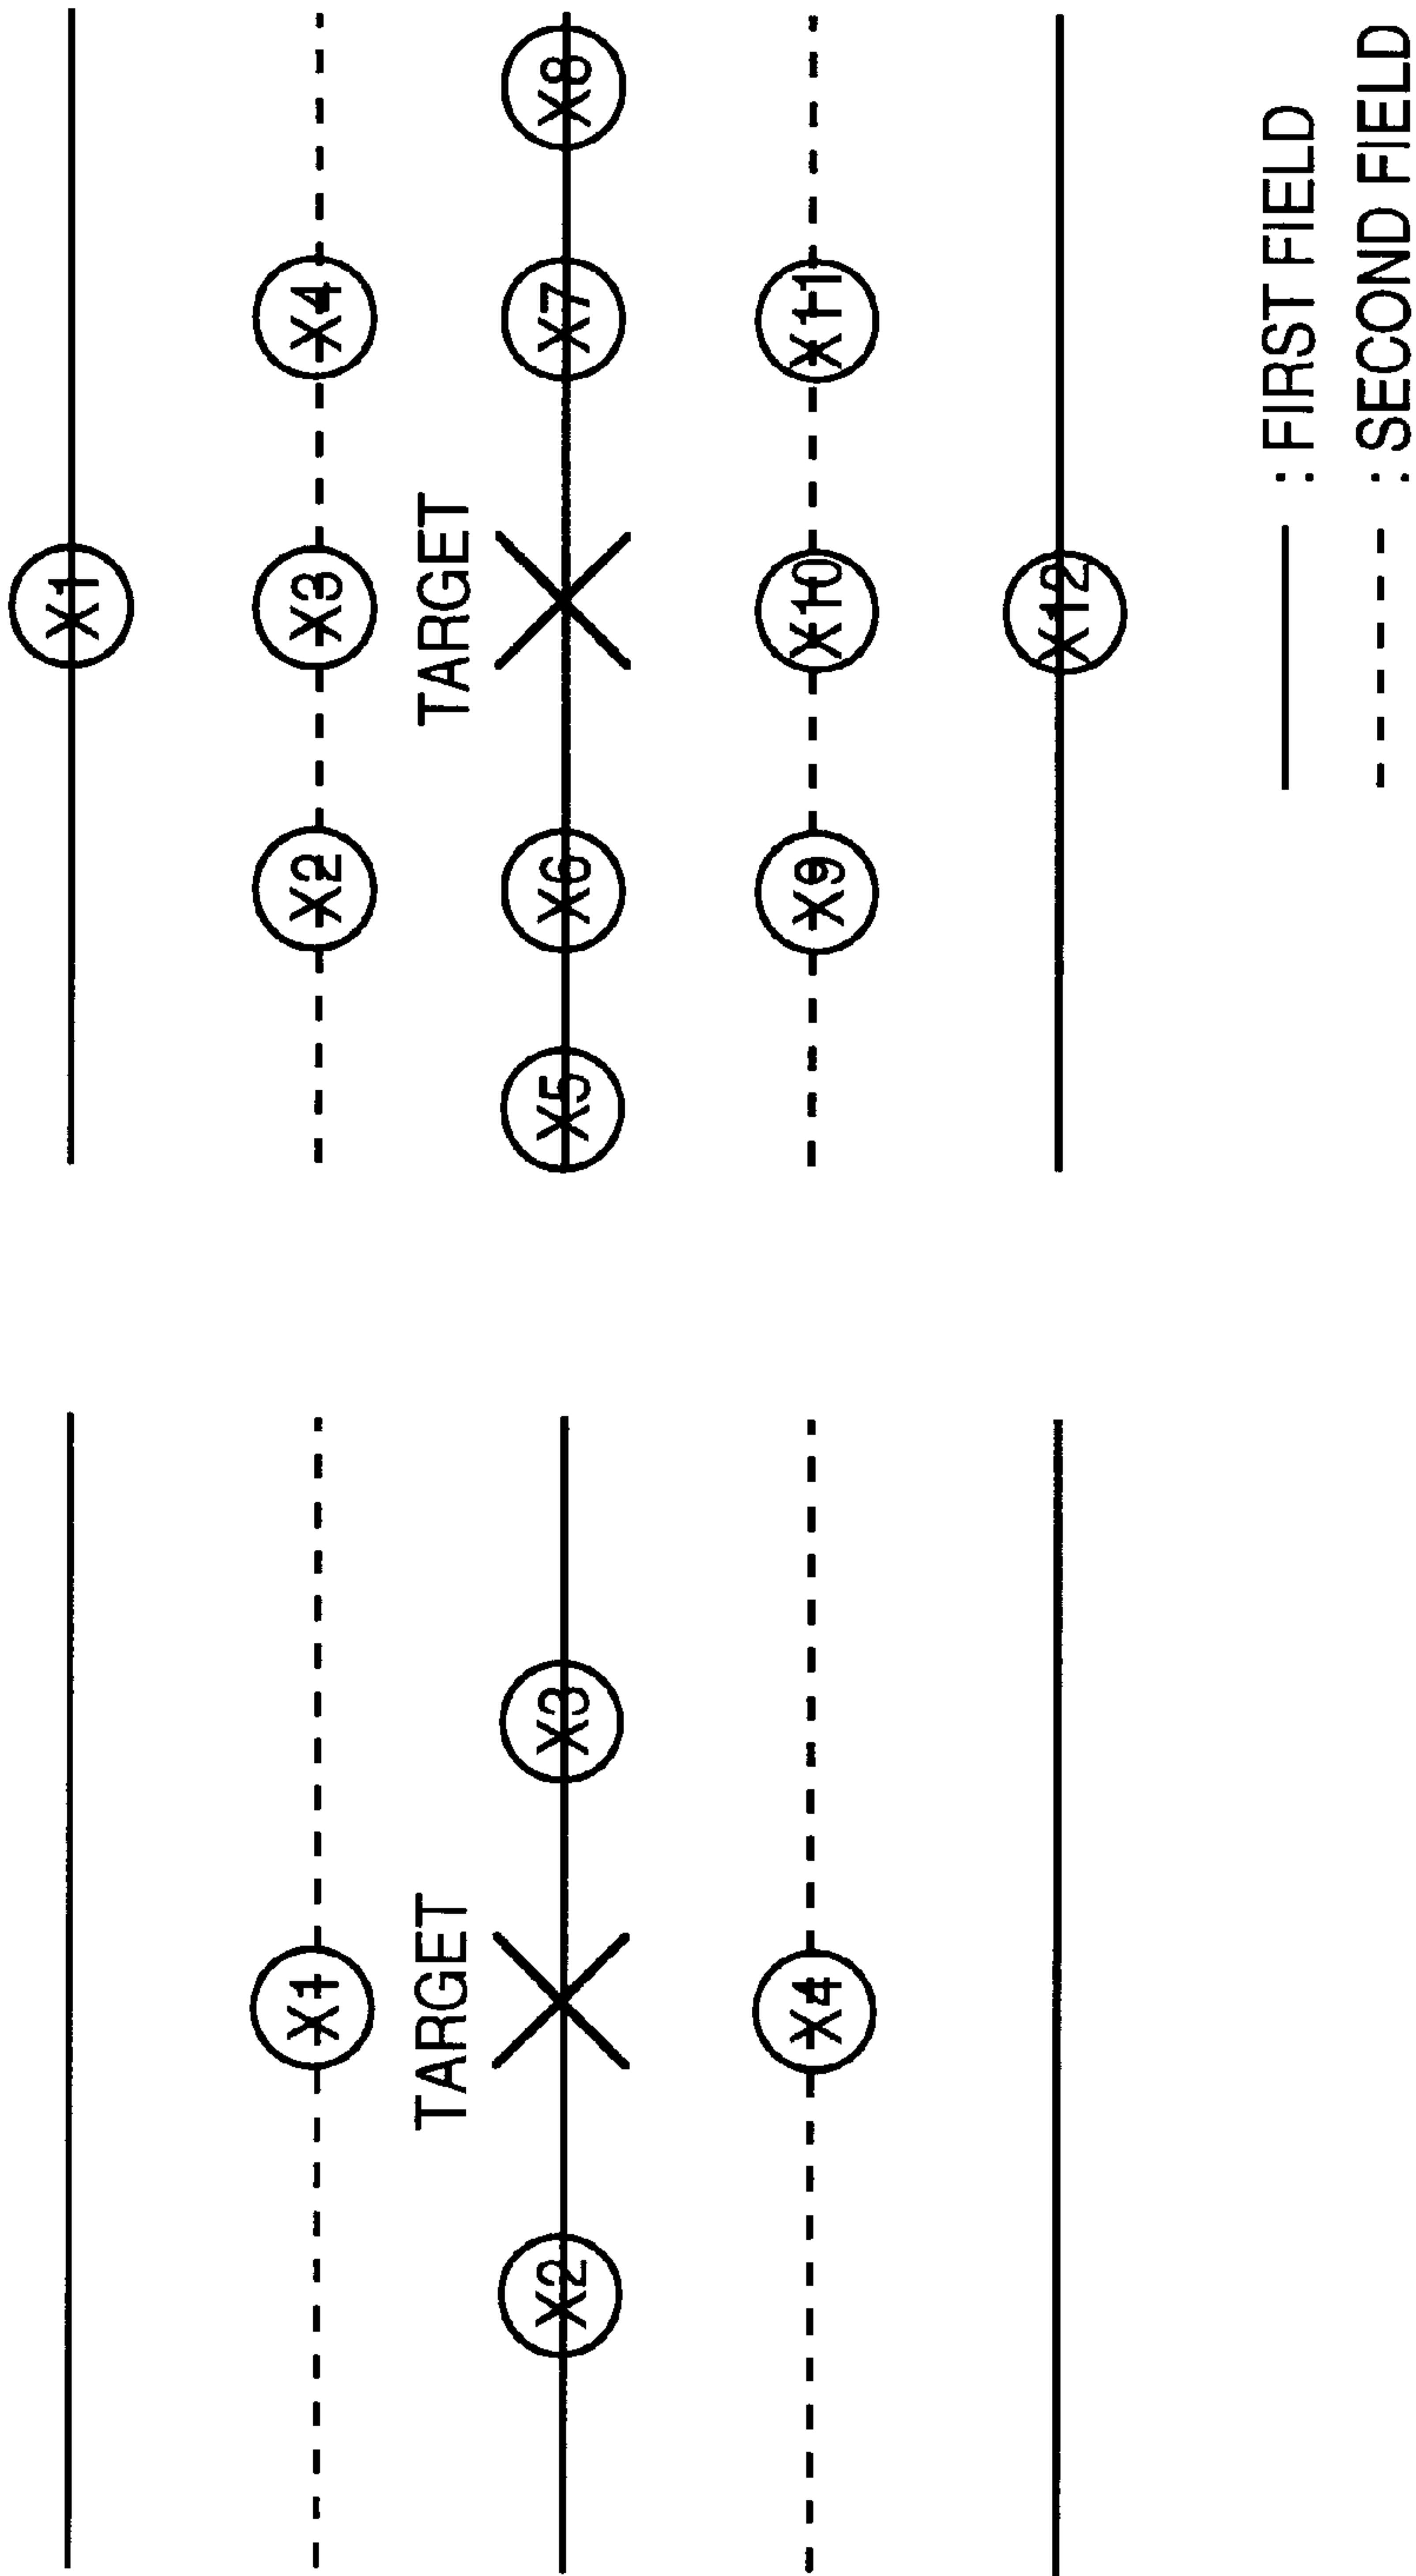 X1
TARGET
X2 X3
X4
X1
X2 X3 X4
TARGET
X5 X6 X7 X8
X9 X10 X11
X12
: FIRST FIELD
: SECOND FIELD